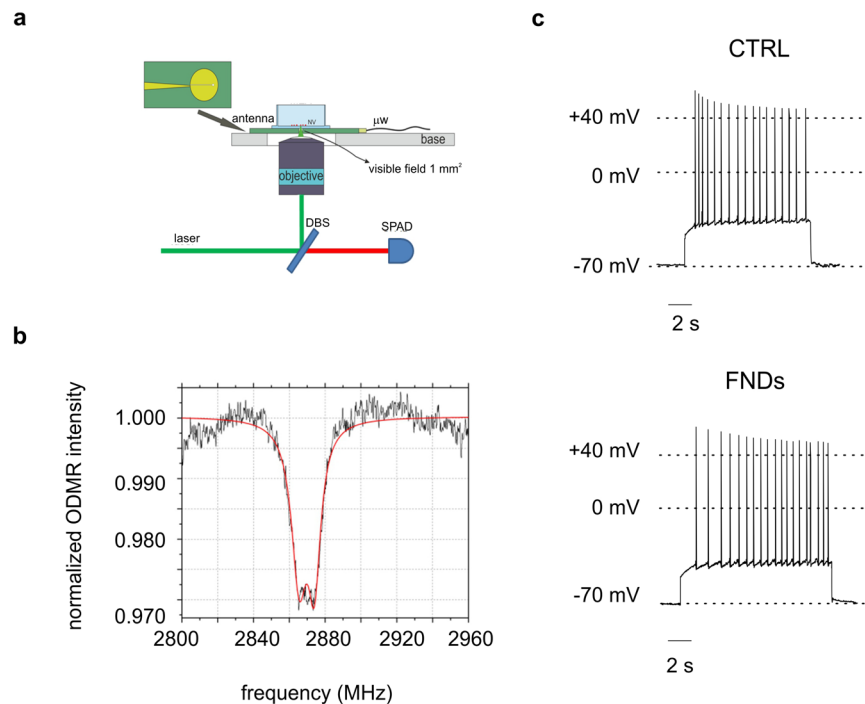 a
antenna
NV
μw
base
visible field 1 mm²
objective
DBS
SPAD
laser
b
normalized ODMR intensity
1.000
0.990
0.980
0.970
2800 2840 2880 2920 2960
frequency (MHz)
c
CTRL
+40 mV
0 mV
-70 mV
2 s
FNDs
+40 mV
0 mV
-70 mV
2 s